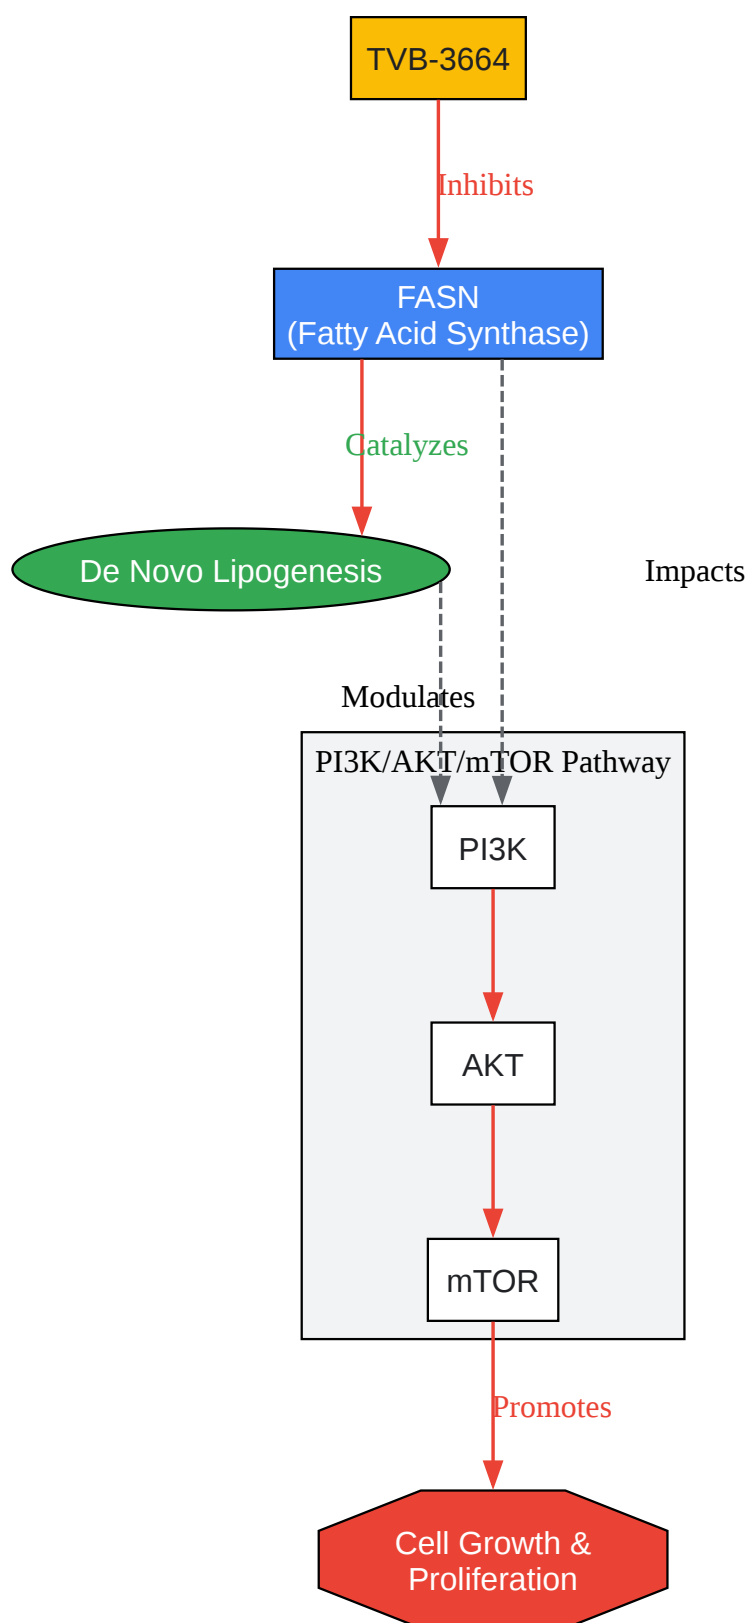 TVB-3664
Inhibits
FASN
(Fatty Acid Synthase)
Catalyzes
De Novo Lipogenesis
Impacts
Modulates
PI3K/AKT/mTOR Pathway
PI3K
AKT
mTOR
Promotes
Cell Growth &
Proliferation